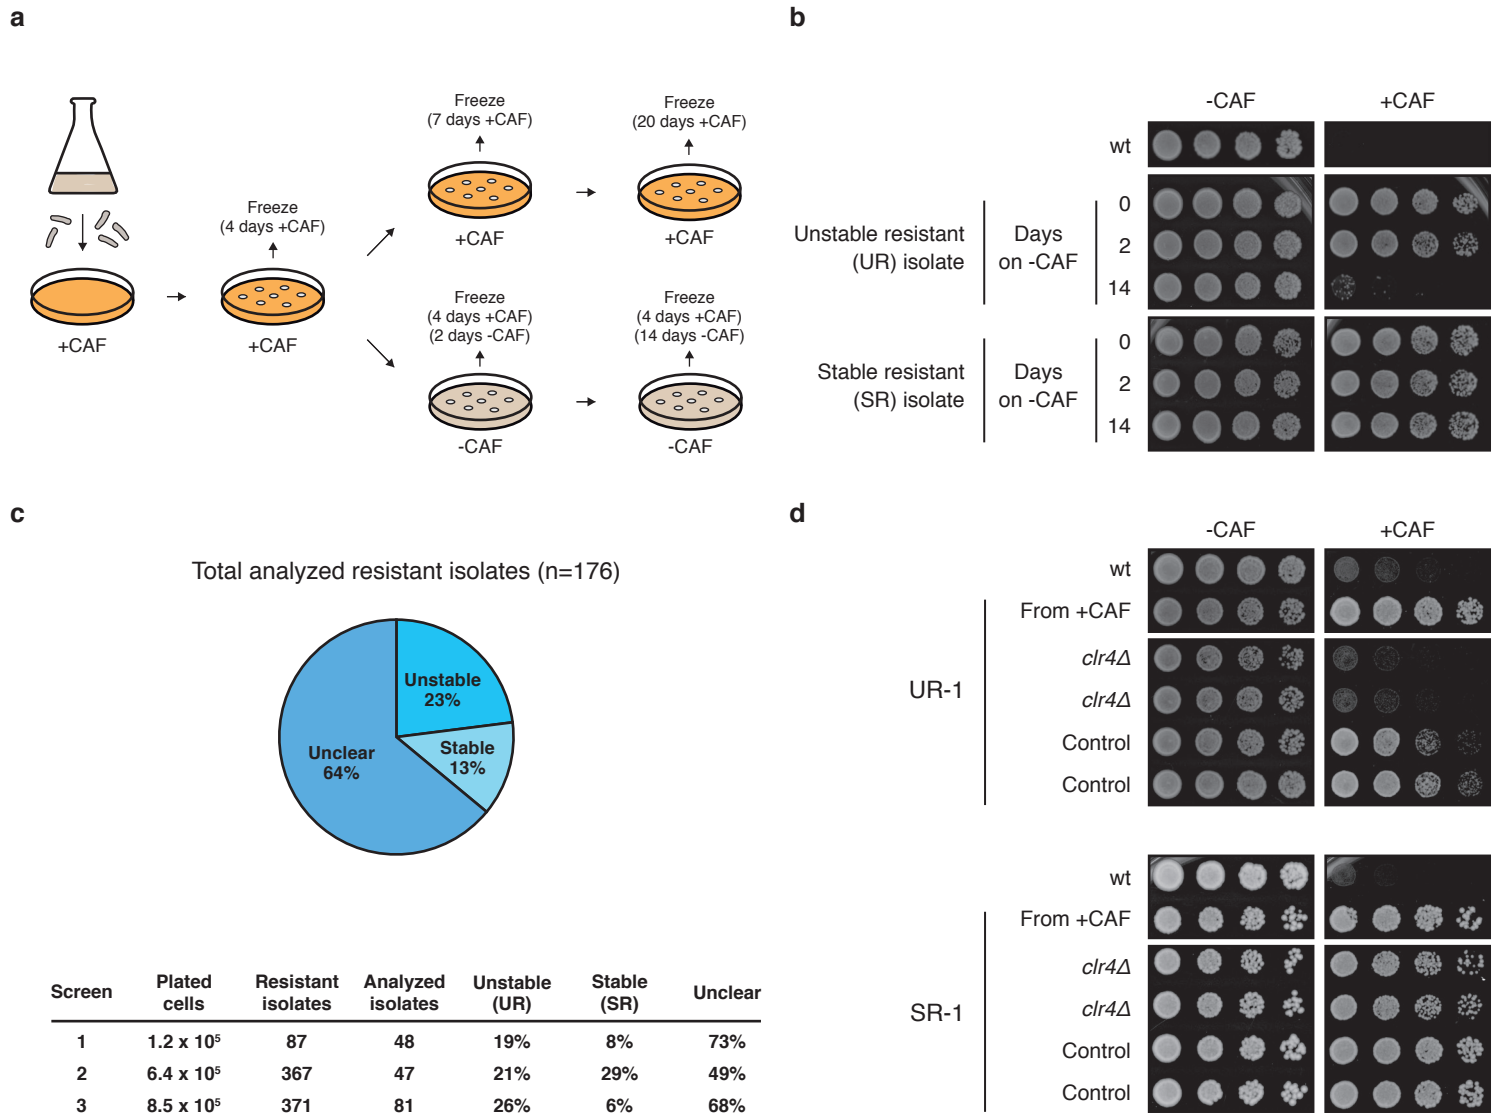 a
Freeze
(4 days +CAF)
Freeze
(7 days +CAF)
Freeze
(20 days +CAF)
+CAF
+CAF
+CAF
+CAF
Freeze
(4 days +CAF)
(2 days -CAF)
Freeze
(4 days +CAF)
(14 days -CAF)
-CAF
-CAF
b
-CAF
+CAF
wt
Unstable resistant
(UR) isolate
Days
on -CAF
0
2
14
Stable resistant
(SR) isolate
Days
on -CAF
0
2
14
c
Total analyzed resistant isolates (n=176)
Unstable
23%
Stable
13%
Unclear
64%
Screen Plated cells Resistant isolates Analyzed isolates Unstable (UR) Stable (SR) Unclear
1 1.2 x 10⁵ 87 48 19% 8% 73%
2 6.4 x 10⁵ 367 47 21% 29% 49%
3 8.5 x 10⁵ 371 81 26% 6% 68%
d
-CAF
+CAF
UR-1
wt
From +CAF
clr4Δ
clr4Δ
Control
Control
SR-1
wt
From +CAF
clr4Δ
clr4Δ
Control
Control